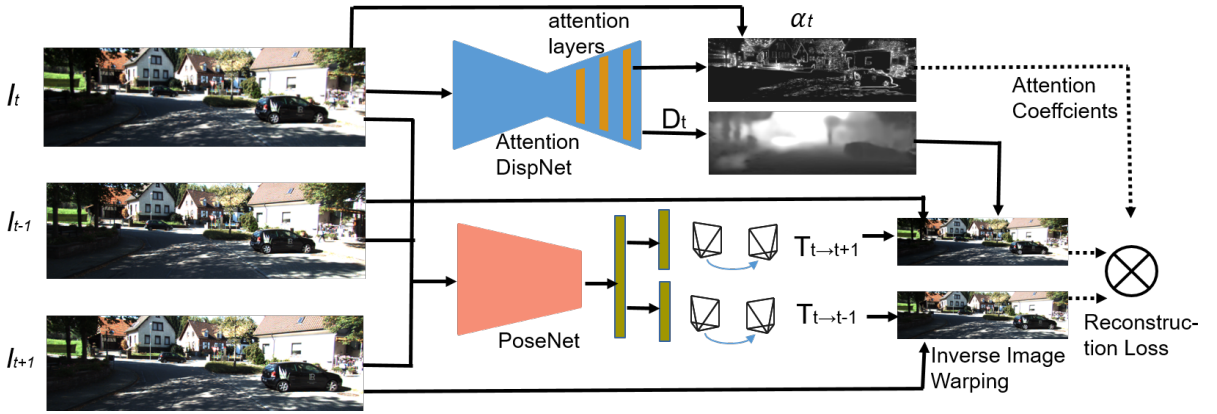 attention
layers
αt
It
Attention
Coeffcients
Dt
Attention
DispNet
It-1
Tt→t+1
Tt→t-1
It+1
PoseNet
Reconstruc-
tion Loss
Inverse Image
Warping